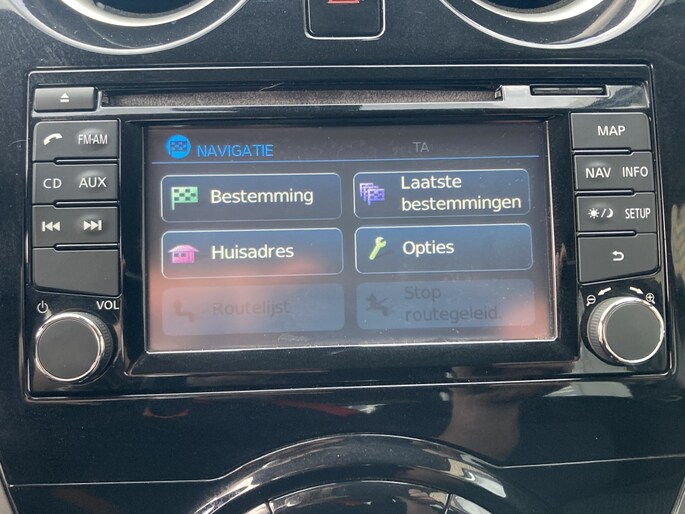 FM-AM
CD AUX
VOL
NAVIGATIE TA
Bestemming
Laatste
bestemmingen
Huisadres
Opties
Routelijst
Stop
routegeleid.
MAP
NAV INFO
SETUP